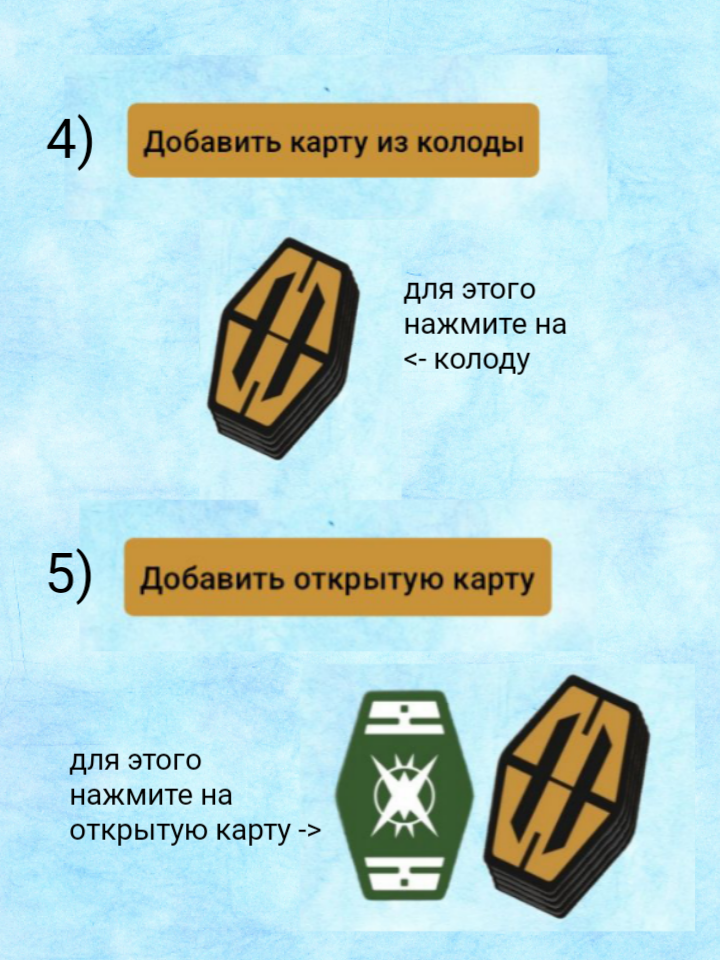 4)
Добавить карту из колоды
для этого
нажмите на
<- колоду
5)
Добавить открытую карту
для этого
нажмите на
открытую карту ->